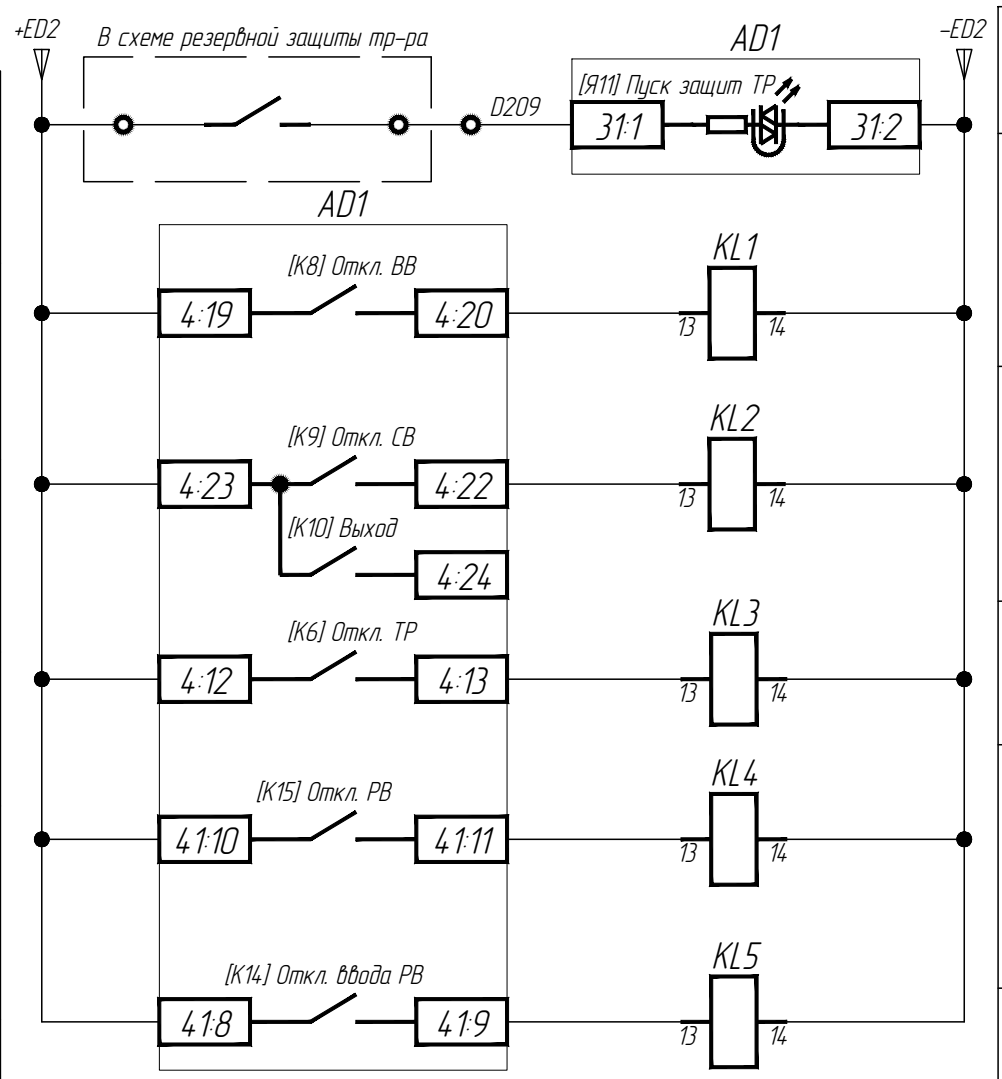 +ED2
В схеме резервной защиты тр-ра
AD1
-ED2
[Я11] Пуск защит ТР
D209
31:1
31:2
AD1
[К8] Откл. ВВ
KL1
4:19
4:20
13
14
[К9] Откл. СВ
KL2
4:23
4:22
13
14
[К10] Выход
4:24
[К6] Откл. ТР
KL3
4:12
4:13
13
14
[К15] Откл. РВ
KL4
41:10
41:11
13
14
[К14] Откл. ввода РВ
KL5
41:8
41:9
13
14